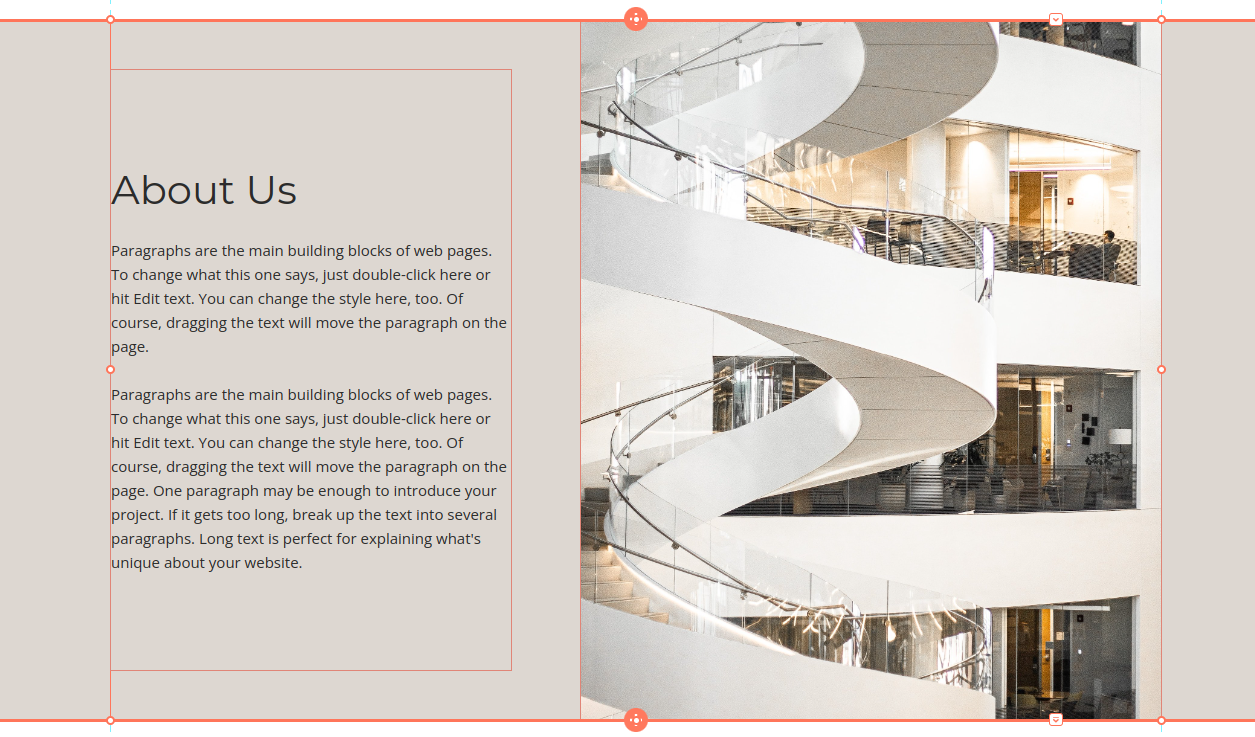 About Us
Paragraphs are the main building blocks of web pages.
To change what this one says, just double-click here or
hit Edit text. You can change the style here, too. Of
course, dragging the text will move the paragraph on the
page.
Paragraphs are the main building blocks of web pages.
To change what this one says, just double-click here or
hit Edit text. You can change the style here, too. Of
course, dragging the text will move the paragraph on the
page. One paragraph may be enough to introduce your
project. If it gets too long, break up the text into several
paragraphs. Long text is perfect for explaining what's
unique about your website.